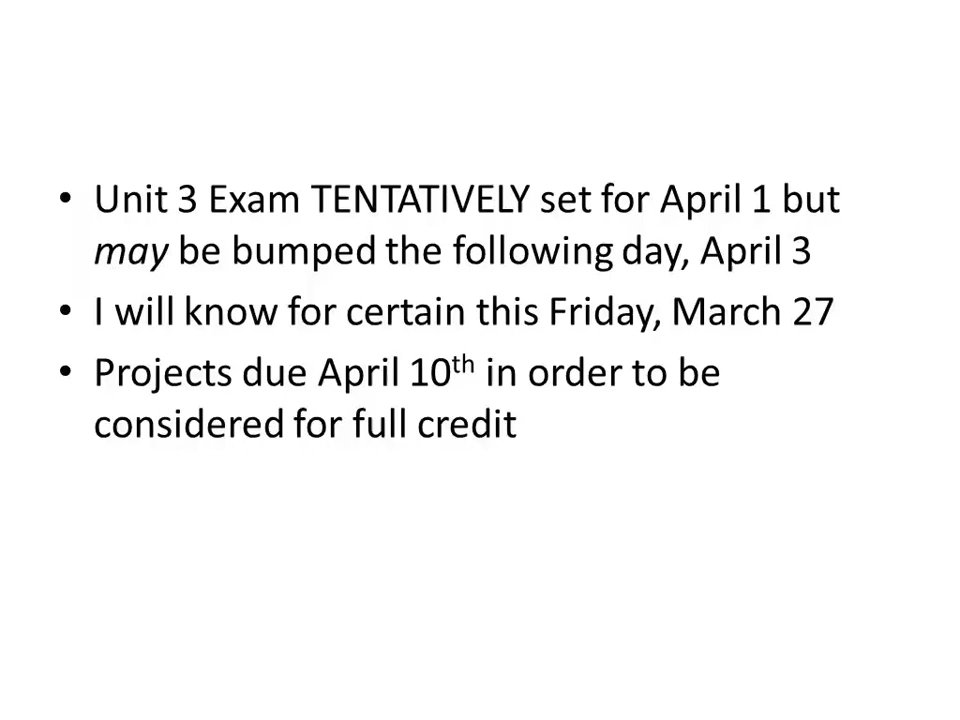 • Unit 3 Exam TENTATIVELY set for April 1 but
may be bumped the following day, April 3
• I will know for certain this Friday, March 27
• Projects due April 10th in order to be
considered for full credit